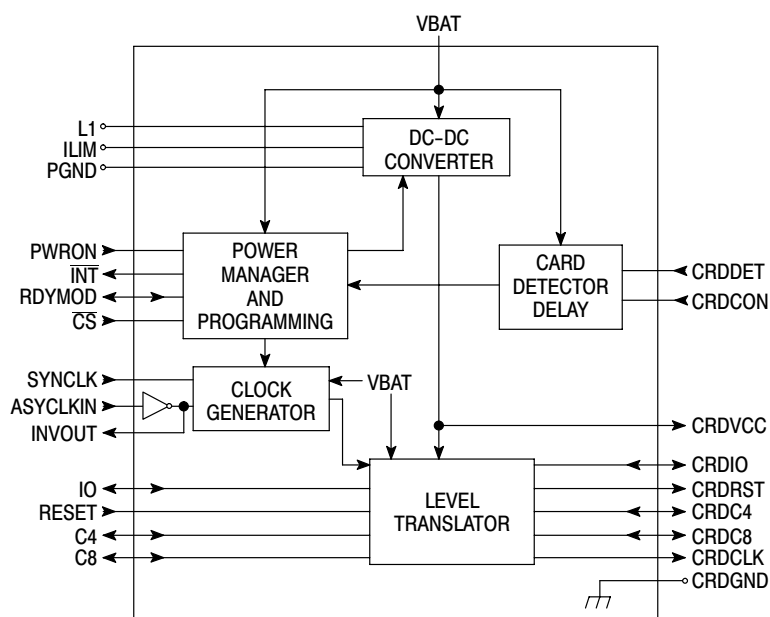 VBAT
L1
ILIM
PGND
DC-DC
CONVERTER
PWRON
INT
RDYMOD
CS
POWER
MANAGER
AND
PROGRAMMING
CARD
DETECTOR
DELAY
CRDDET
CRDCON
SYNCLK
ASYCLKIN
INVOUT
CLOCK
GENERATOR
VBAT
IO
RESET
C4
C8
LEVEL
TRANSLATOR
CRDVCC
CRDIO
CRDRST
CRDC4
CRDC8
CRDCLK
CRDGND